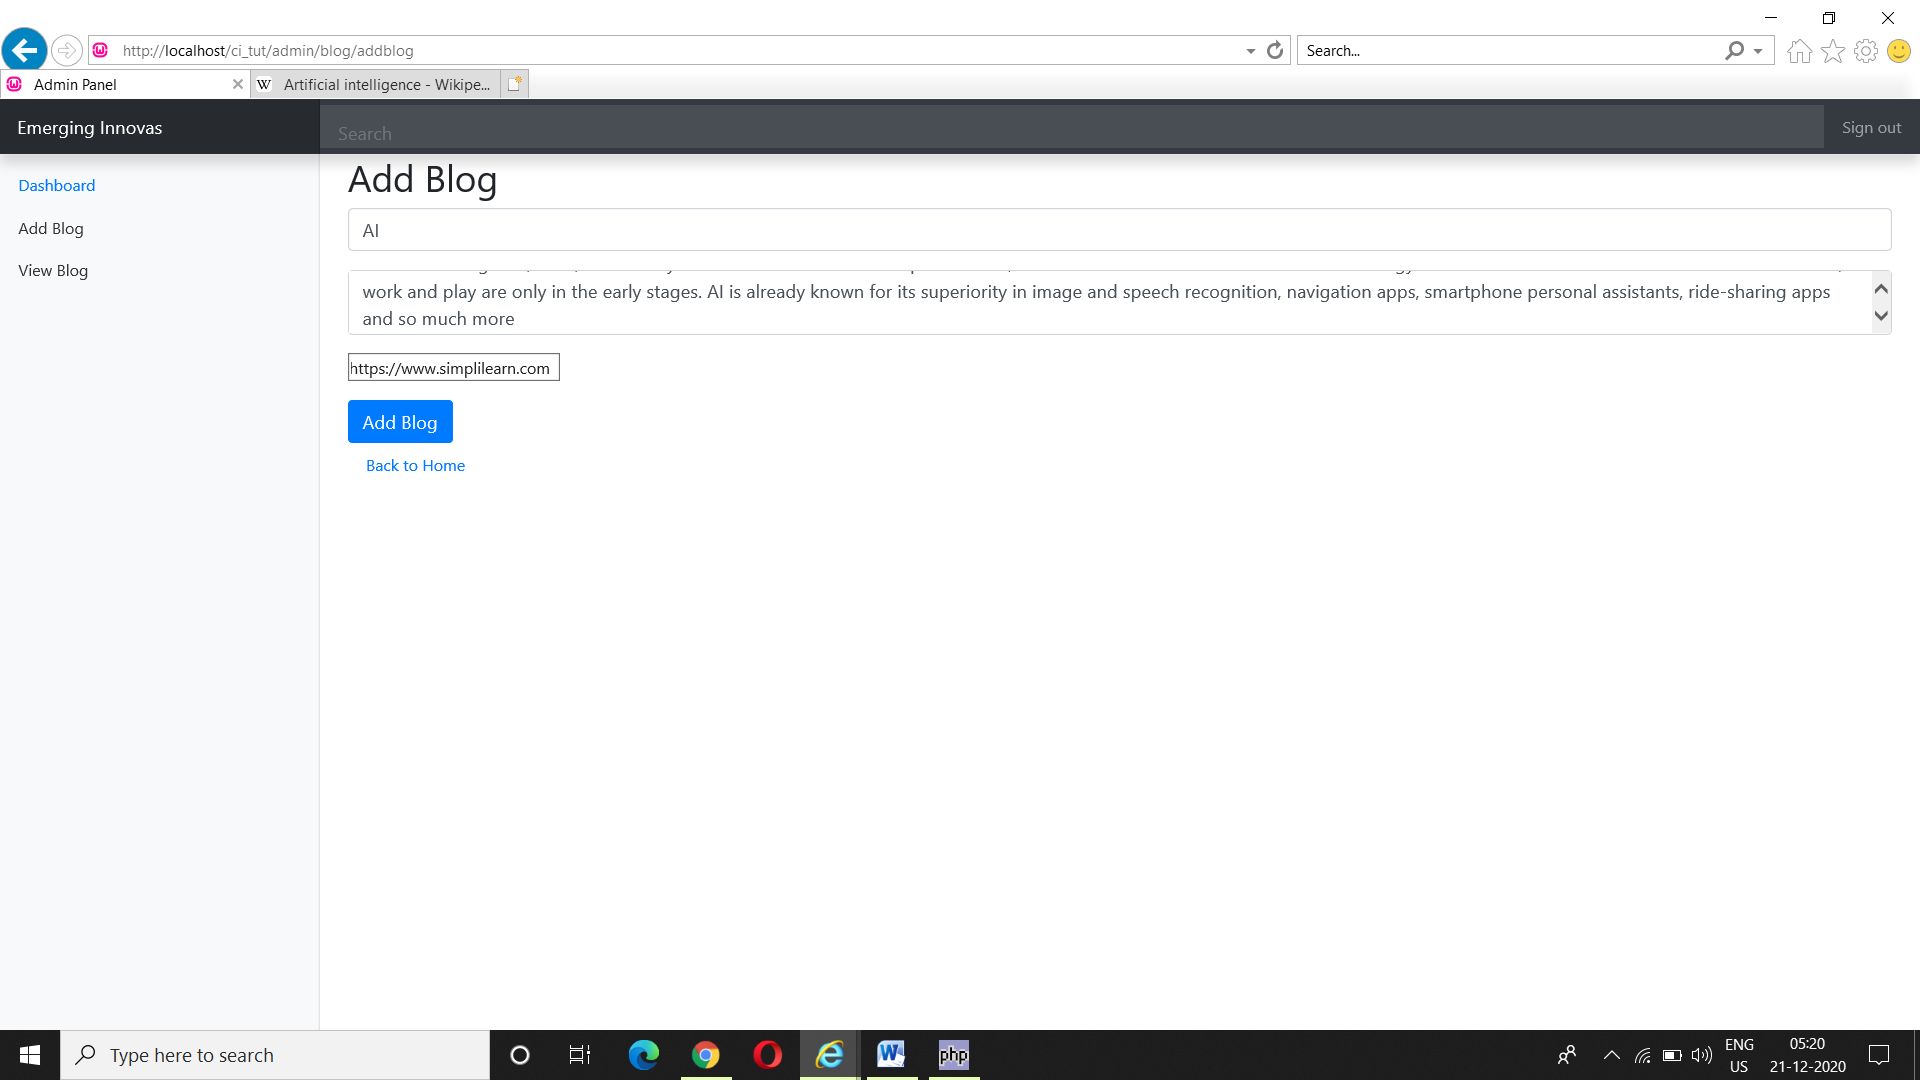 http://localhost/ci_tut/admin/blog/addblog
Search...
Admin Panel
Artificial intelligence - Wikipe...
Emerging Innovas
Search
Sign out
Dashboard
Add Blog
View Blog
Add Blog
AI
work and play are only in the early stages. AI is already known for its superiority in image and speech recognition, navigation apps, smartphone personal assistants, ride-sharing apps
and so much more
https://www.simplilearn.com
Add Blog
Back to Home
Type here to search
php
ENG
US
05:20
21-12-2020